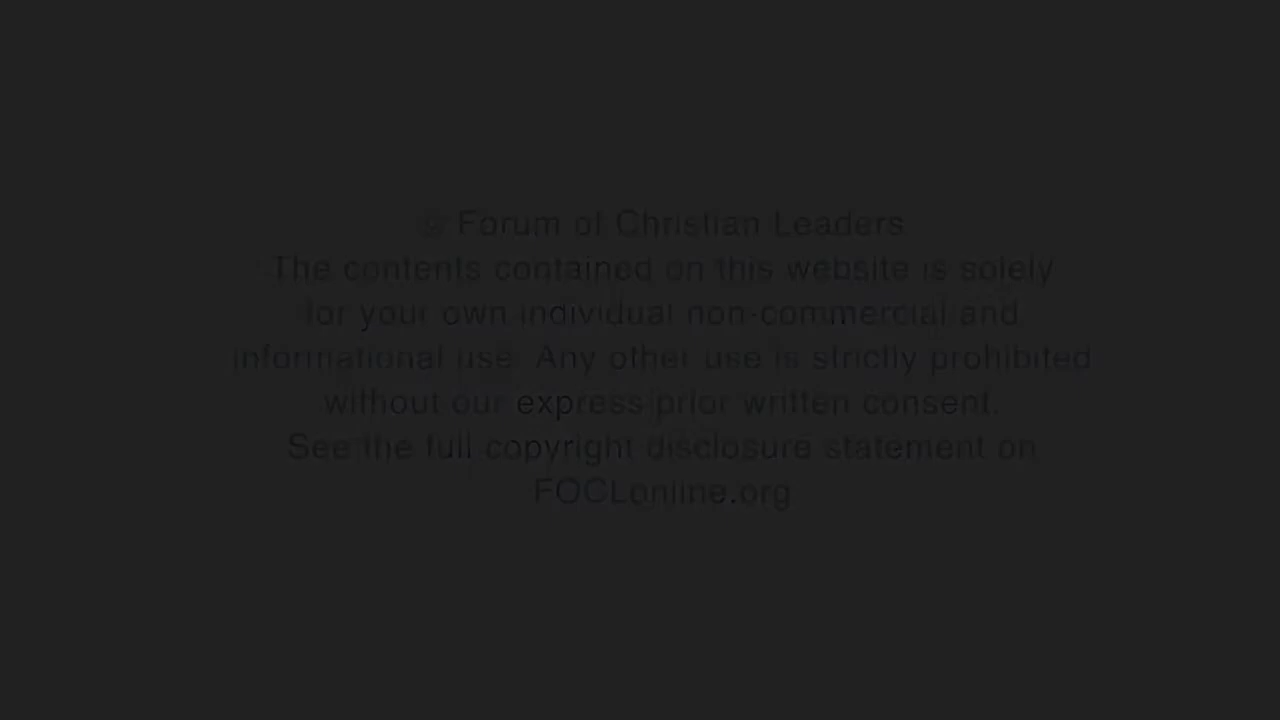 © Forum of Christian Leaders
The contents contained on this website is solely
for your own individual non-commercial and
informational use. Any other use is strictly prohibited
without our express prior written consent.
See the full copyright disclosure statement on
FOCLonline.org